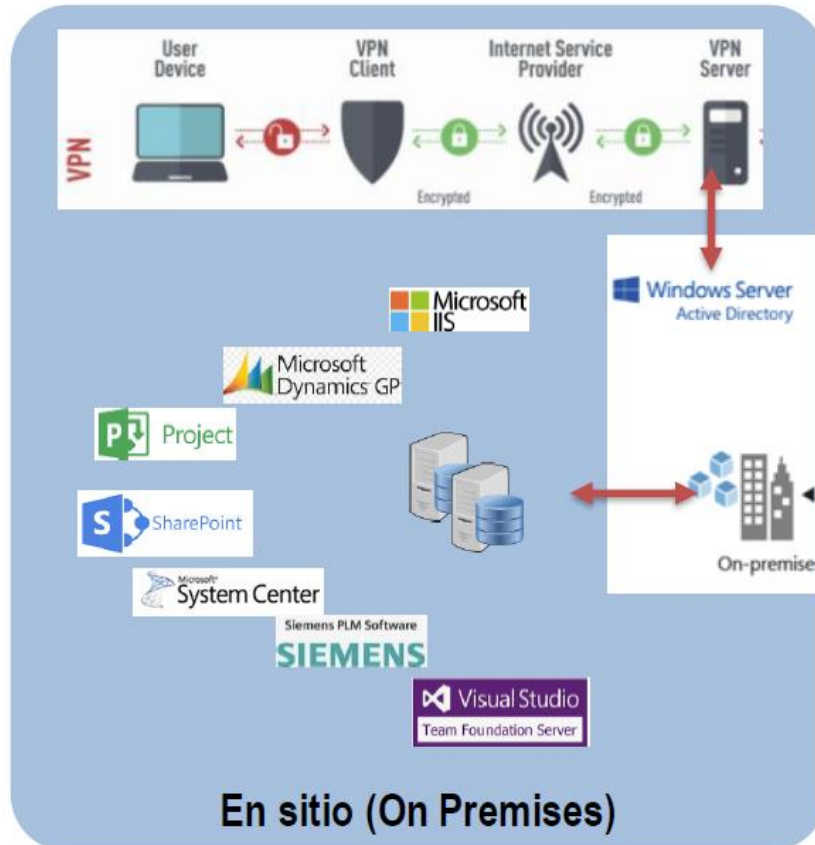 User
Device
VPN
Client
Internet Service
Provider
VPN
Server
VPN
Encrypted
Encrypted
Windows Server
Active Directory
Microsoft
IIS
Microsoft
Dynamics GP
P
Project
S
SharePoint
On-premise
Microsoft
System Center
Siemens PLM Software
SIEMENS
Visual Studio
Team Foundation Server
En sitio (On Premises)